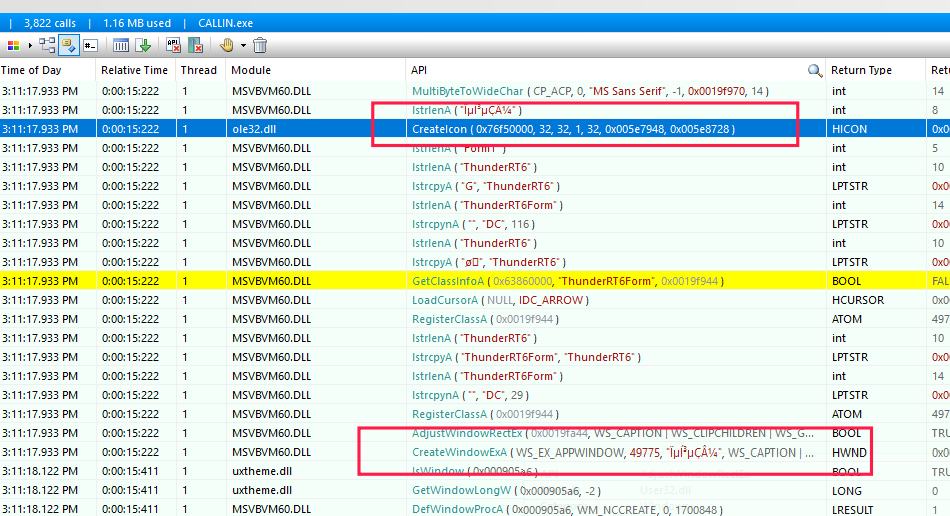 | 3,822 calls | 1.16 MB used | CALLIN.exe
Time of Day Relative Time Thread Module API Return Type Retu
3:11:17.933 PM 0:00:15:222 1 MSVBVM60.DLL MultiByteToWideChar ( CP_ACP, 0, "MS Sans Serif", -1, 0x0019f970, 14 ) int 14
3:11:17.933 PM 0:00:15:222 1 MSVBVM60.DLL lstrlenA ( "ÏµÍ³µÇÂ¼" ) int 8
3:11:17.933 PM 0:00:15:222 1 ole32.dll CreateIcon ( 0x76f50000, 32, 32, 1, 32, 0x005e7948, 0x005e8728 ) HICON 0x0
3:11:17.933 PM 0:00:15:222 1 MSVBVM60.DLL lstrlenA ( "Form1" ) int 5
3:11:17.933 PM 0:00:15:222 1 MSVBVM60.DLL lstrlenA ( "ThunderRT6" ) int 10
3:11:17.933 PM 0:00:15:222 1 MSVBVM60.DLL lstrcpyA ( "G", "ThunderRT6" ) LPTSTR 0x0
3:11:17.933 PM 0:00:15:222 1 MSVBVM60.DLL lstrlenA ( "ThunderRT6Form" ) int 14
3:11:17.933 PM 0:00:15:222 1 MSVBVM60.DLL lstrcpynA ( "", "DC", 116 ) LPTSTR 0x0
3:11:17.933 PM 0:00:15:222 1 MSVBVM60.DLL lstrlenA ( "ThunderRT6" ) int 10
3:11:17.933 PM 0:00:15:222 1 MSVBVM60.DLL lstrcpyA ( "ø", "ThunderRT6" ) LPTSTR 0x0
3:11:17.933 PM 0:00:15:222 1 MSVBVM60.DLL GetClassInfoA ( 0x63860000, "ThunderRT6Form", 0x0019f944 ) BOOL FAL
3:11:17.933 PM 0:00:15:222 1 MSVBVM60.DLL LoadCursorA ( NULL, IDC_ARROW ) HCURSOR 0x0
3:11:17.933 PM 0:00:15:222 1 MSVBVM60.DLL RegisterClassA ( 0x0019f944 ) ATOM 497
3:11:17.933 PM 0:00:15:222 1 MSVBVM60.DLL lstrlenA ( "ThunderRT6" ) int 10
3:11:17.933 PM 0:00:15:222 1 MSVBVM60.DLL lstrcpyA ( "ThunderRT6Form", "ThunderRT6" ) LPTSTR 0x0
3:11:17.933 PM 0:00:15:222 1 MSVBVM60.DLL lstrlenA ( "ThunderRT6Form" ) int 14
3:11:17.933 PM 0:00:15:222 1 MSVBVM60.DLL lstrcpynA ( "", "DC", 29 ) LPTSTR 0x0
3:11:17.933 PM 0:00:15:222 1 MSVBVM60.DLL RegisterClassA ( 0x0019f944 ) ATOM 497
3:11:17.933 PM 0:00:15:222 1 MSVBVM60.DLL AdjustWindowRectEx ( 0x0019fa44, WS_CAPTION | WS_CLIPCHILDREN | WS_G... BOOL TRU
3:11:17.933 PM 0:00:15:222 1 MSVBVM60.DLL CreateWindowExA ( WS_EX_APPWINDOW, 49775, "ÏµÍ³µÇÂ¼", WS_CAPTION | ... HWND 0x0
3:11:18.122 PM 0:00:15:411 1 uxtheme.dll IsWindow ( 0x000905a6 ) BOOL TRU
3:11:18.122 PM 0:00:15:411 1 uxtheme.dll GetWindowLongW ( 0x000905a6, -2 ) LONG 0
3:11:18.122 PM 0:00:15:411 1 uxtheme.dll DefWindowProcA ( 0x000905a6, WM_NCCREATE, 0, 1700848 ) LRESULT 1